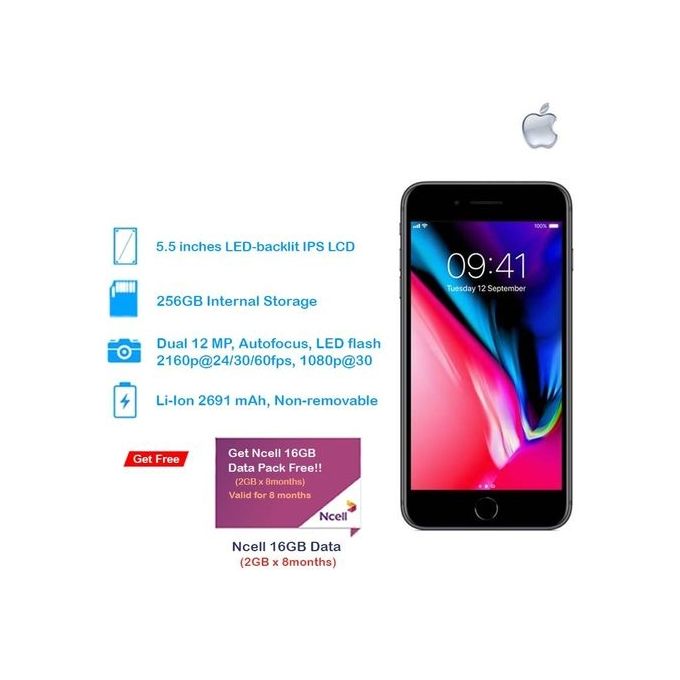 100%
09:41
Tuesday 12 September
5.5 inches LED-backlit IPS LCD
256GB Internal Storage
Dual 12 MP, Autofocus, LED flash
2160p@24/30/60fps, 1080p@30
Li-Ion 2691 mAh, Non-removable
Get Free
Get Ncell 16GB
Data Pack Free!!
(2GB x 8months)
Valid for 8 months
Ncell
Ncell 16GB Data
(2GB x 8months)